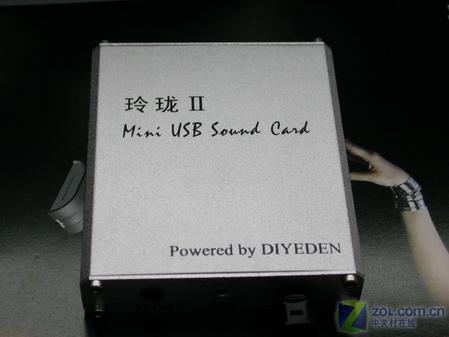 玲珑 II
Mini USB Sound Card
Powered by DIYEDEN
ZOL.COM.CN
中关村在线